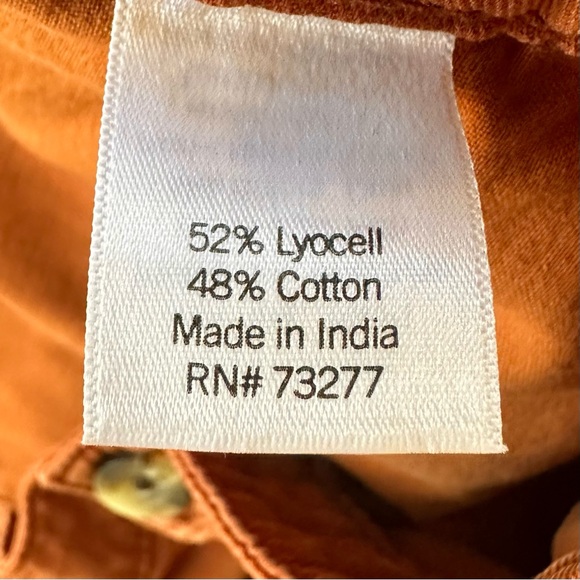 52% Lyocell
48% Cotton
Made in India
RN# 73277